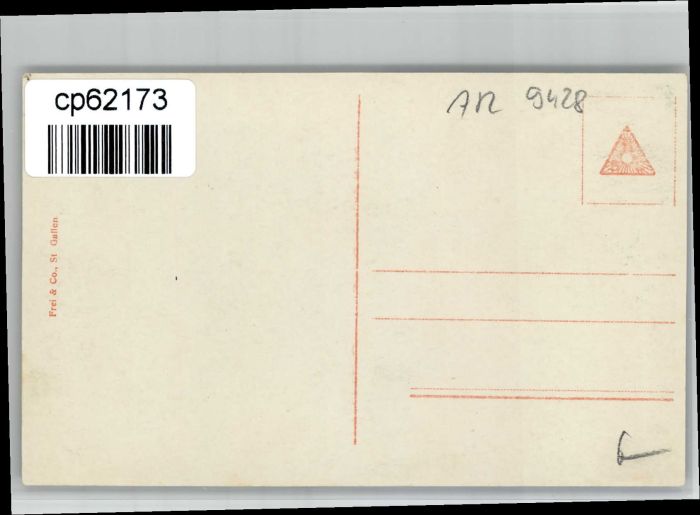 cp62173
AR 9428
Frei & Co., St Gallen